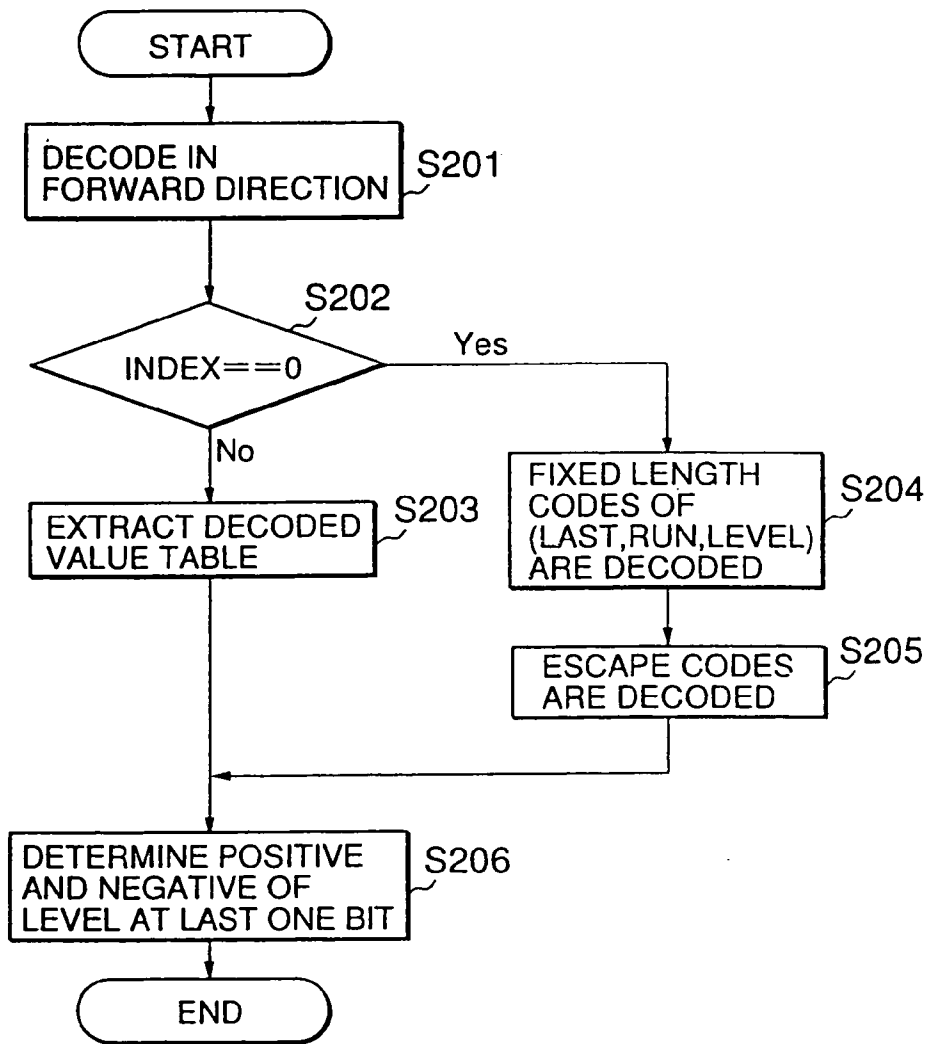 START
DECODE IN
FORWARD DIRECTION
S201
S202
INDEX==0
Yes
No
EXTRACT DECODED
VALUE TABLE
S203
FIXED LENGTH
CODES OF
(LAST,RUN,LEVEL)
ARE DECODED
S204
ESCAPE CODES
ARE DECODED
S205
DETERMINE POSITIVE
AND NEGATIVE OF
LEVEL AT LAST ONE BIT
S206
END